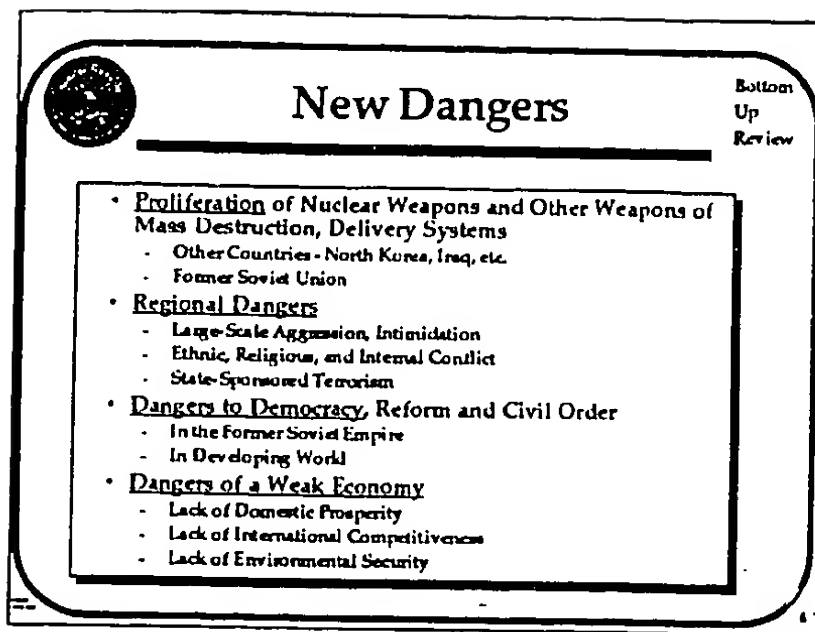 New Dangers
Bottom
Up
Review
• Proliferation of Nuclear Weapons and Other Weapons of
Mass Destruction, Delivery Systems
- Other Countries - North Korea, Iraq, etc.
- Former Soviet Union
• Regional Dangers
- Large-Scale Aggression, Intimidation
- Ethnic, Religious, and Internal Conflict
- State-Sponsored Terrorism
• Dangers to Democracy, Reform and Civil Order
- In the Former Soviet Empire
- In Developing World
• Dangers of a Weak Economy
- Lack of Domestic Prosperity
- Lack of International Competitiveness
- Lack of Environmental Security